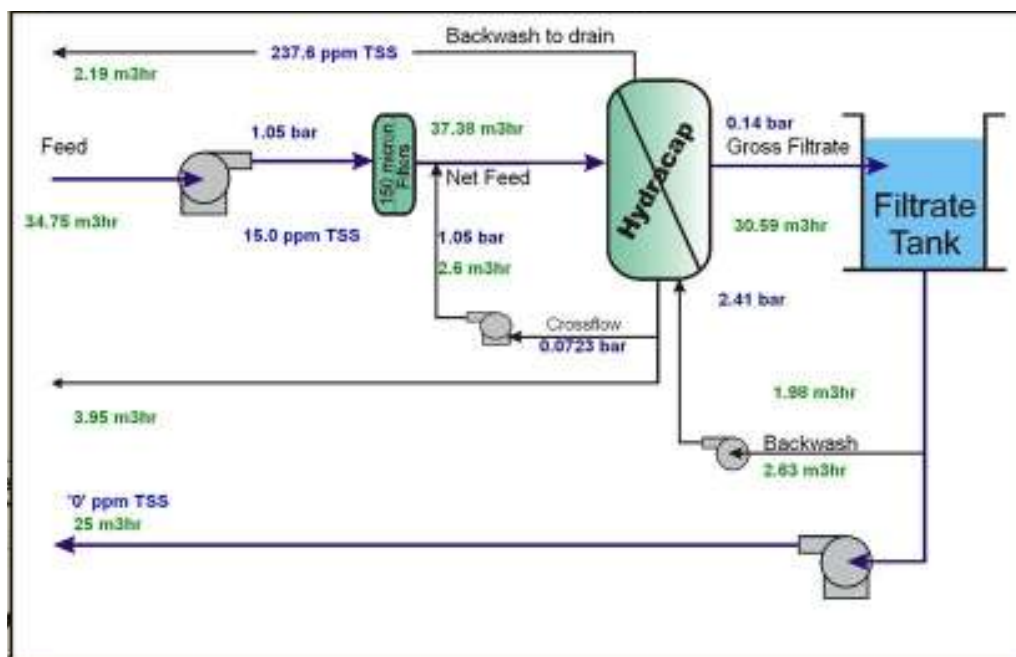 Backwash to drain
237.6 ppm TSS
2.19 m3hr
Feed
1.05 bar
150 micron
Filters
37.38 m3hr
Net Feed
Hydracap
0.14 bar
Gross Filtrate
Filtrate
Tank
34.75 m3hr
15.0 ppm TSS
1.05 bar
2.6 m3hr
30.59 m3hr
2.41 bar
Crossflow
0.0723 bar
3.95 m3hr
1.98 m3hr
Backwash
2.63 m3hr
'0' ppm TSS
25 m3hr